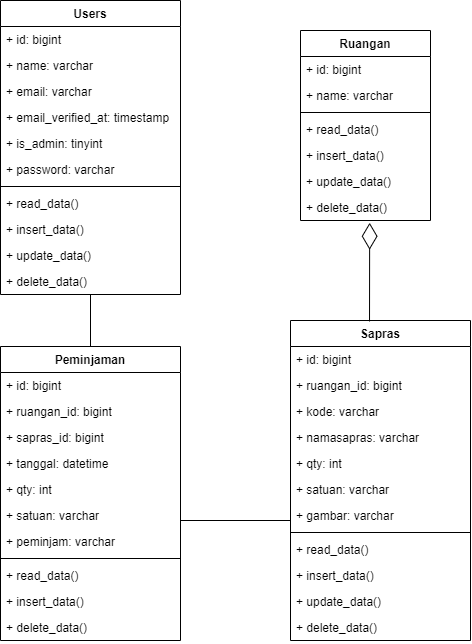 Users
+ id: bigint
+ name: varchar
+ email: varchar
+ email_verified_at: timestamp
+ is_admin: tinyint
+ password: varchar
+ read_data()
+ insert_data()
+ update_data()
+ delete_data()
Ruangan
+ id: bigint
+ name: varchar
+ read_data()
+ insert_data()
+ update_data()
+ delete_data()
Peminjaman
+ id: bigint
+ ruangan_id: bigint
+ sapras_id: bigint
+ tanggal: datetime
+ qty: int
+ satuan: varchar
+ peminjam: varchar
+ read_data()
+ insert_data()
+ delete_data()
Sapras
+ id: bigint
+ ruangan_id: bigint
+ kode: varchar
+ namasapras: varchar
+ qty: int
+ satuan: varchar
+ gambar: varchar
+ read_data()
+ insert_data()
+ update_data()
+ delete_data()